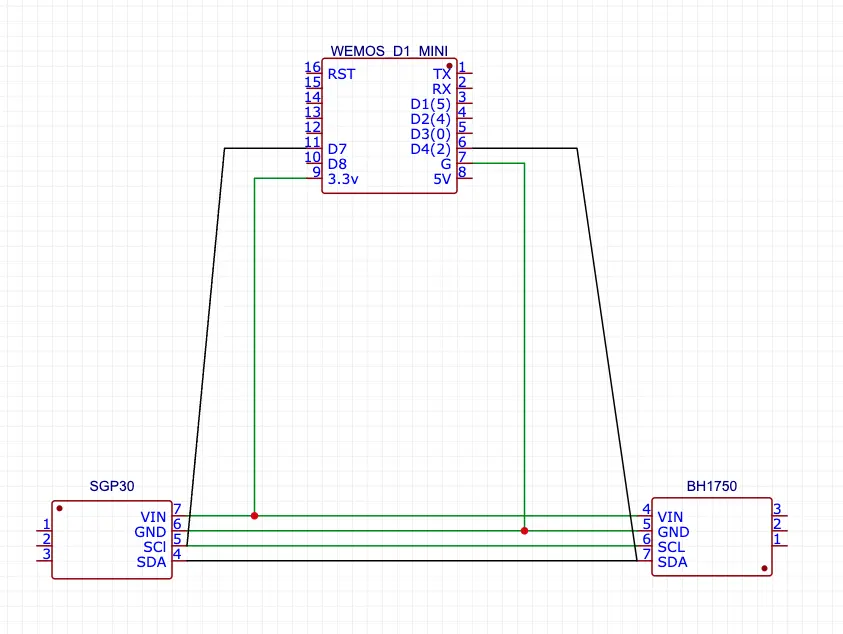 WEMOS D1 MINI
16 RST TX 1
15 RX 2
14 D1(5) 3
13 D2(4) 4
12 D3(0) 5
11 D7 D4(2) 6
10 D8 G 7
9 3.3v 5V 8
SGP30
VIN 7
1 GND 6
2 SCl 5
3 SDA 4
BH1750
4 VIN 3
5 GND 2
6 SCL 1
7 SDA